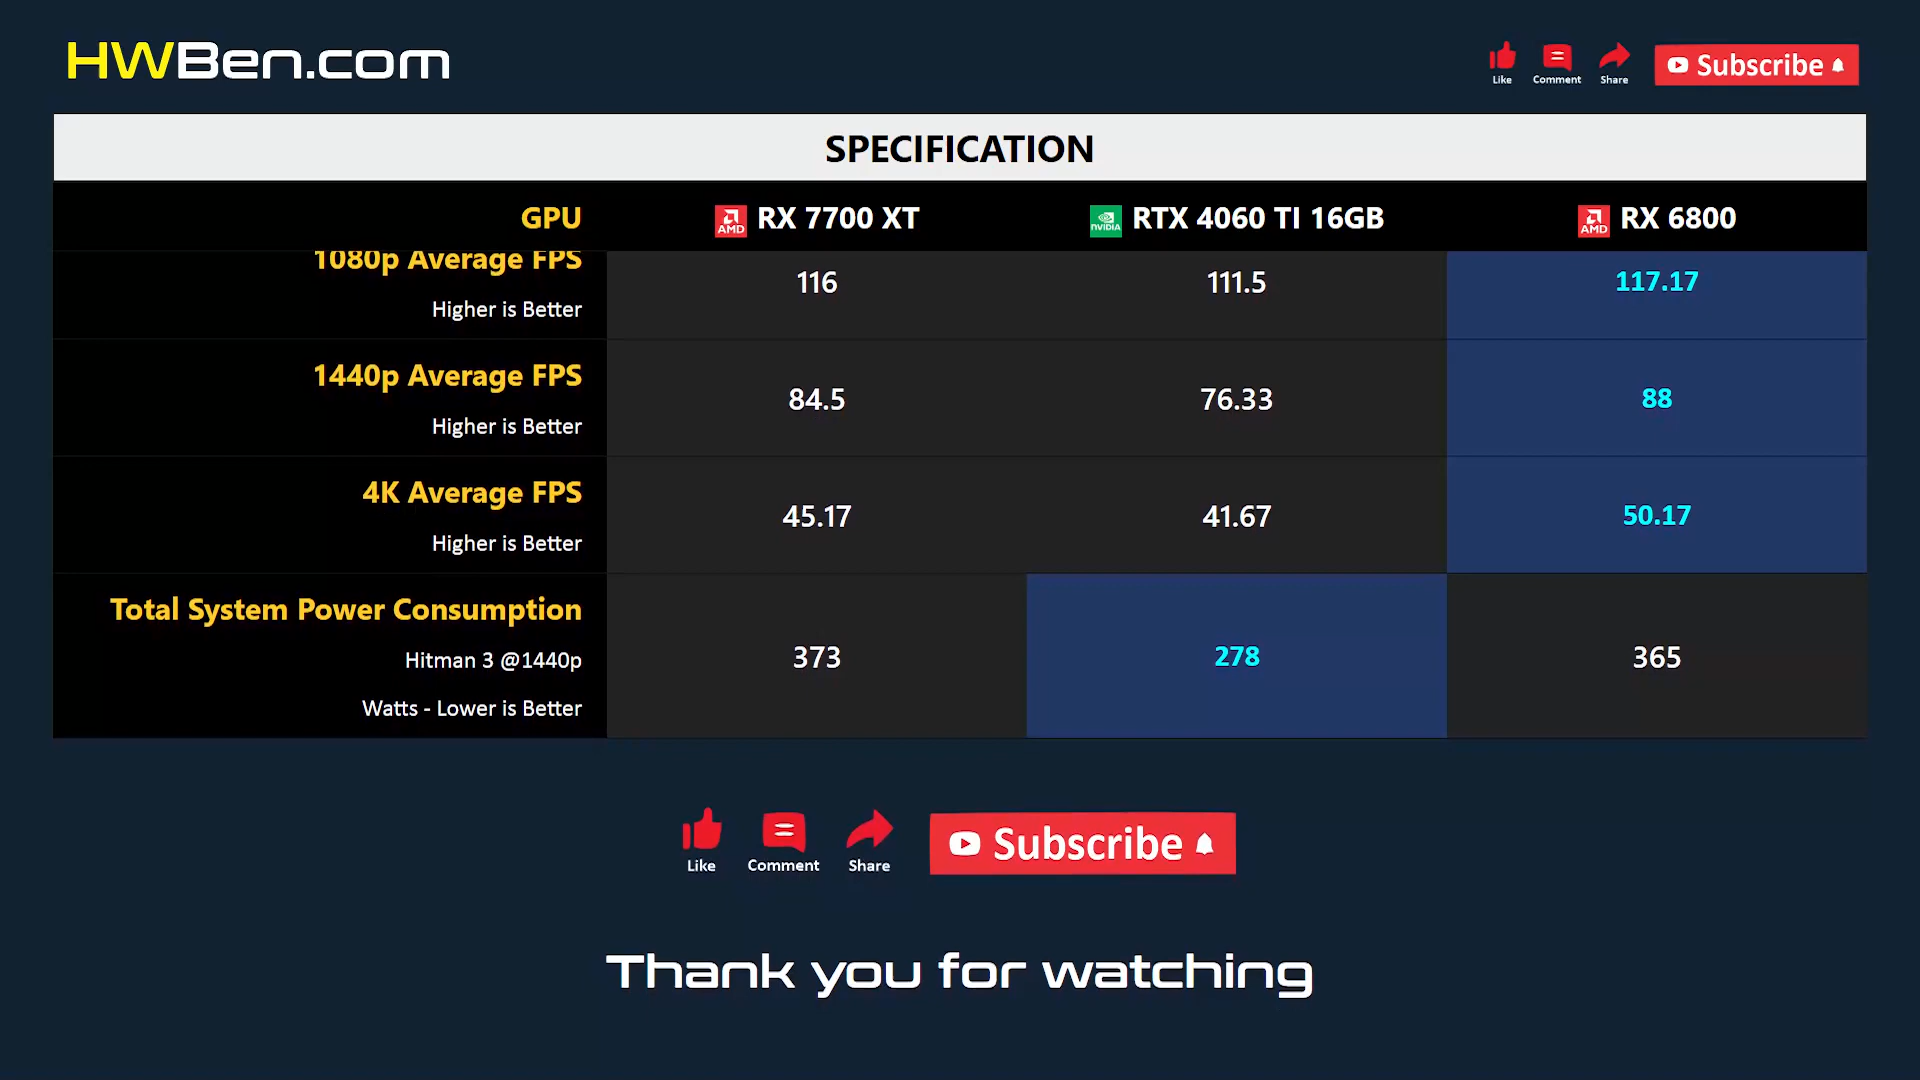 HWBen.com
Like
Comment
Share
Subscribe
SPECIFICATION
GPU
AMD RX 7700 XT
NVIDIA RTX 4060 TI 16GB
AMD RX 6800
1080p Average FPS
Higher is Better
116
111.5
117.17
1440p Average FPS
Higher is Better
84.5
76.33
88
4K Average FPS
Higher is Better
45.17
41.67
50.17
Total System Power Consumption
Hitman 3 @1440p
Watts - Lower is Better
373
278
365
Like
Comment
Share
Subscribe
Thank you for watching